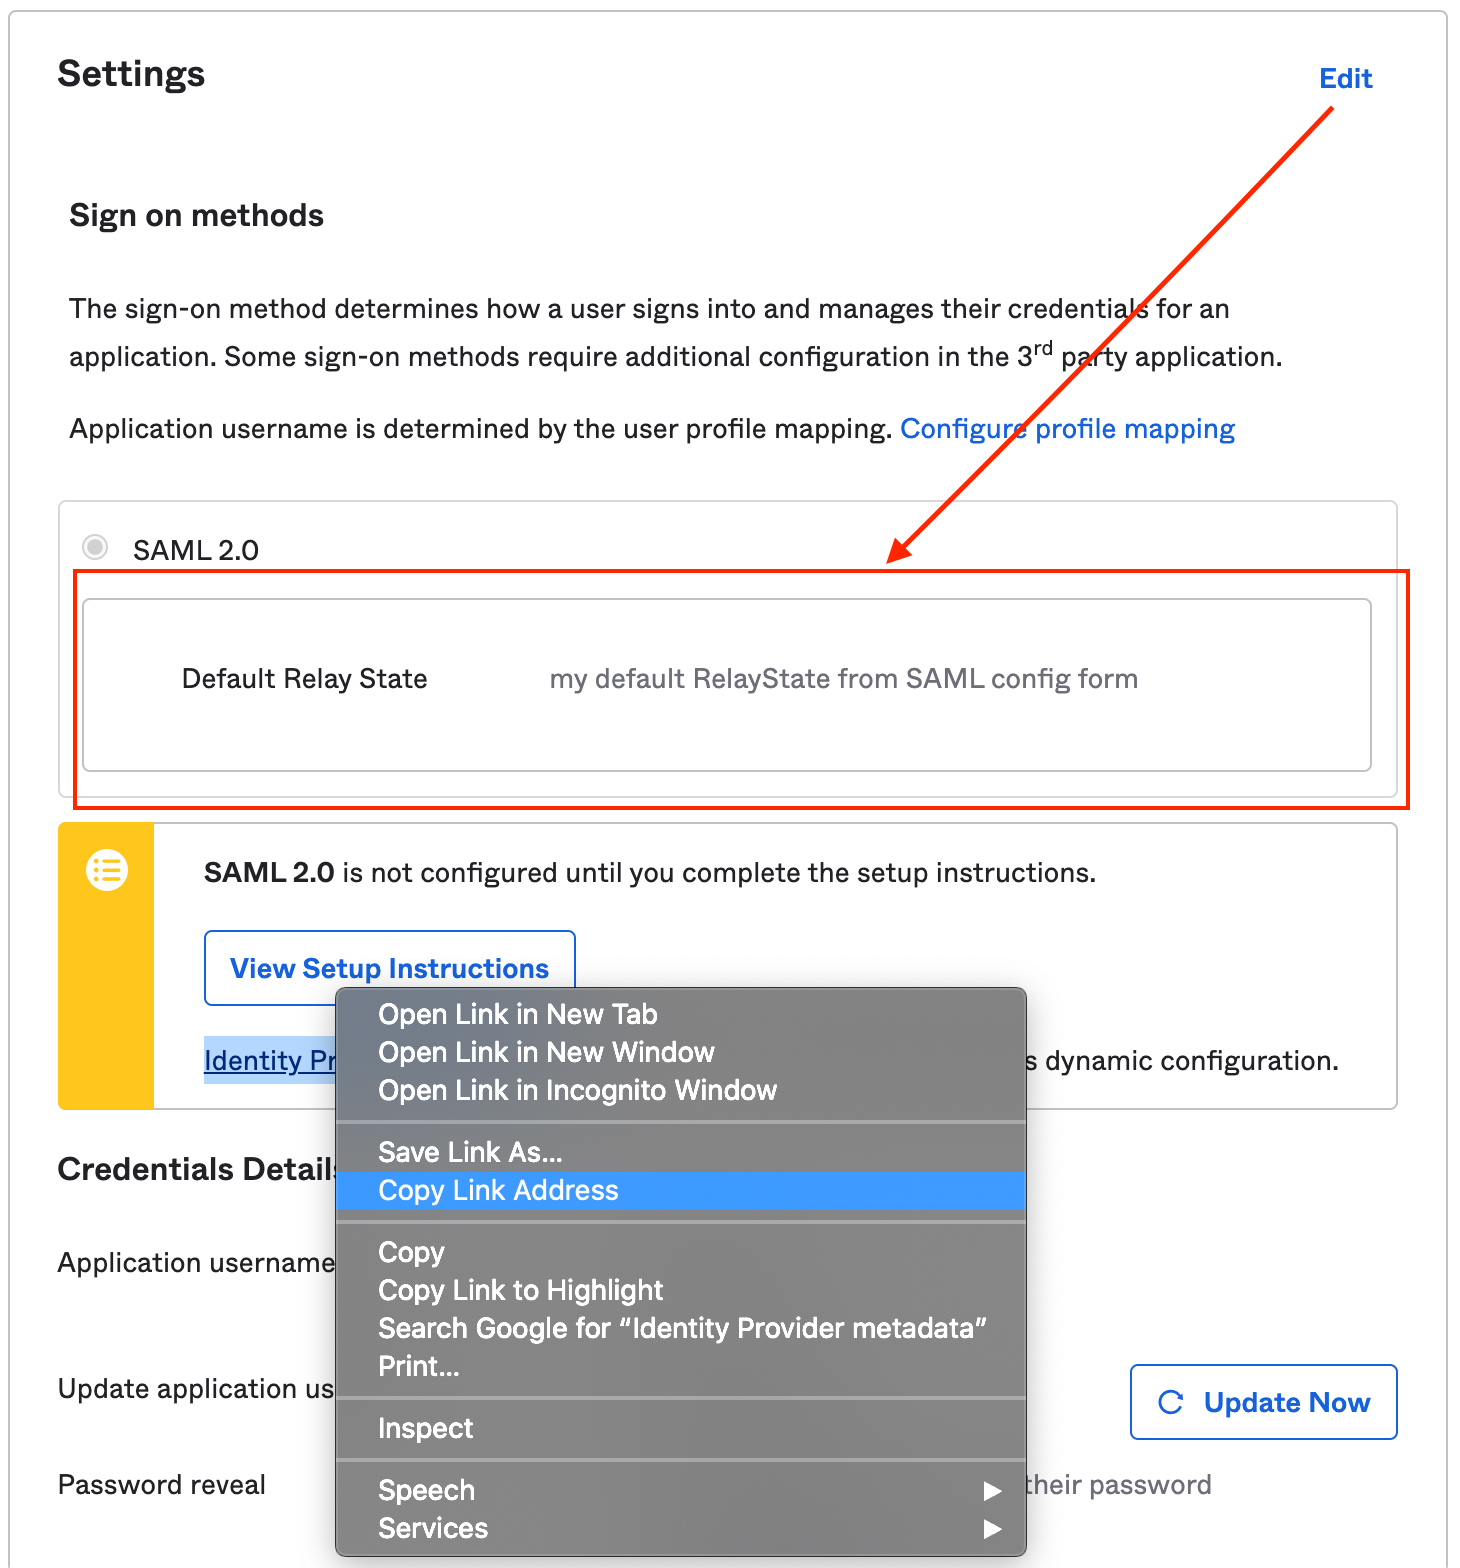 Settings
Edit
Sign on methods
The sign-on method determines how a user signs into and manages their credentials for an
application. Some sign-on methods require additional configuration in the 3rd party application.
Application username is determined by the user profile mapping. Configure profile mapping
SAML 2.0
Default Relay State my default RelayState from SAML config form
SAML 2.0 is not configured until you complete the setup instructions.
View Setup Instructions
Open Link in New Tab
Open Link in New Window
Identity Pr s dynamic configuration.
Open Link in Incognito Window
Save Link As...
Credentials Details
Copy Link Address
Copy
Application username
Copy Link to Highlight
Search Google for “Identity Provider metadata”
Print...
Update application us
Update Now
Inspect
Password reveal their password
Speech
Services